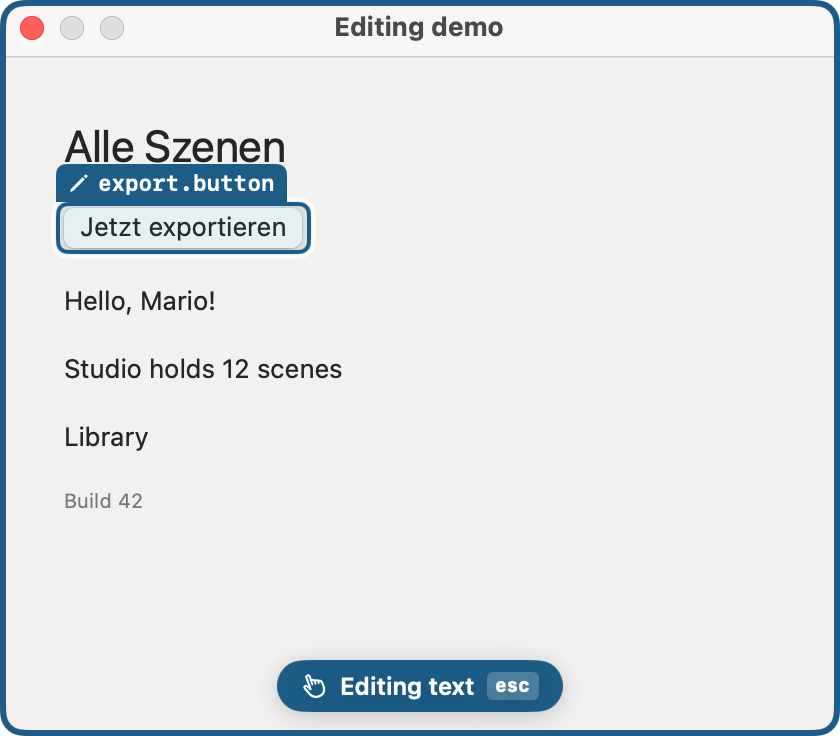 Editing demo
Alle Szenen
export.button
Jetzt exportieren
Hello, Mario!
Studio holds 12 scenes
Library
Build 42
Editing text esc